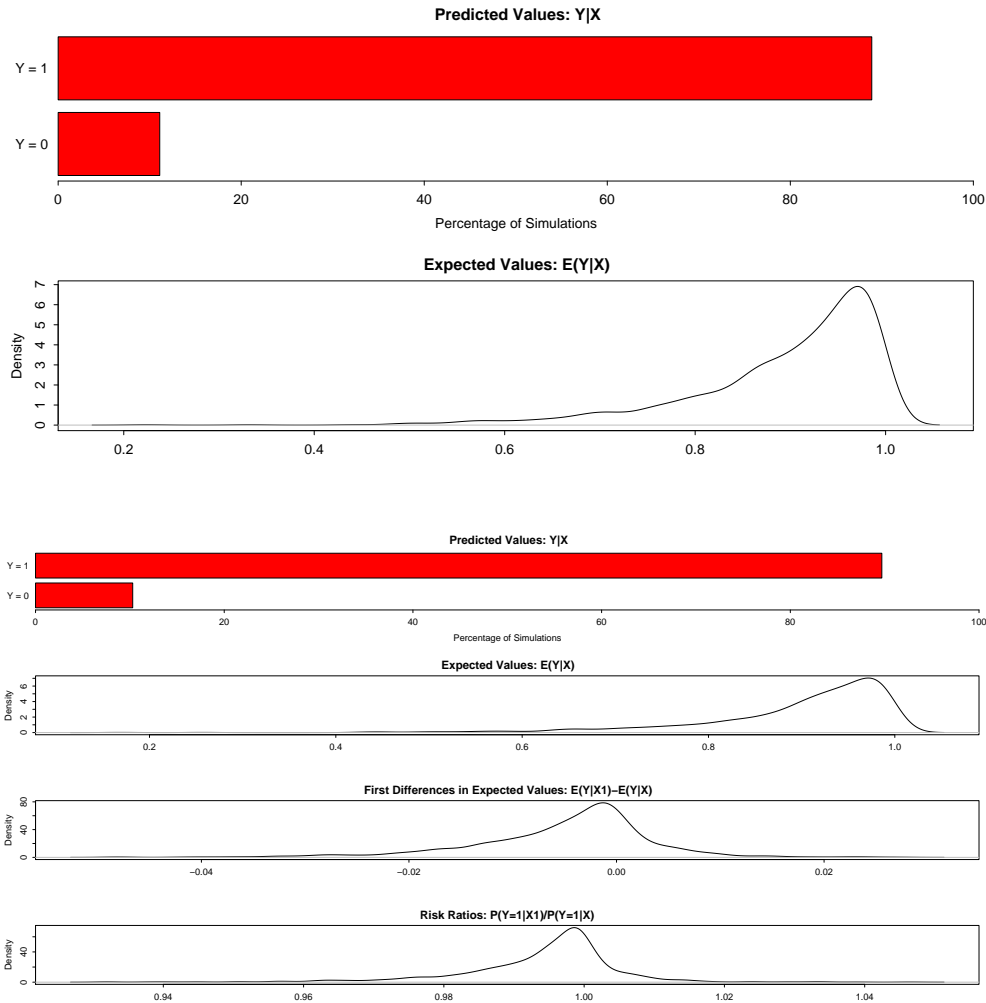 Predicted Values: Y|X
Y = 1
Y = 0
0 20 40 60 80 100
Percentage of Simulations
Expected Values: E(Y|X)
Density
0 1 2 3 4 5 6 7
0.2 0.4 0.6 0.8 1.0
Predicted Values: Y|X
Y = 1
Y = 0
0 20 40 60 80 100
Percentage of Simulations
Expected Values: E(Y|X)
Density
0 2 4 6
0.2 0.4 0.6 0.8 1.0
First Differences in Expected Values: E(Y|X1)−E(Y|X)
Density
0 40 80
−0.04 −0.02 0.00 0.02
Risk Ratios: P(Y=1|X1)/P(Y=1|X)
Density
0 40
0.94 0.96 0.98 1.00 1.02 1.04